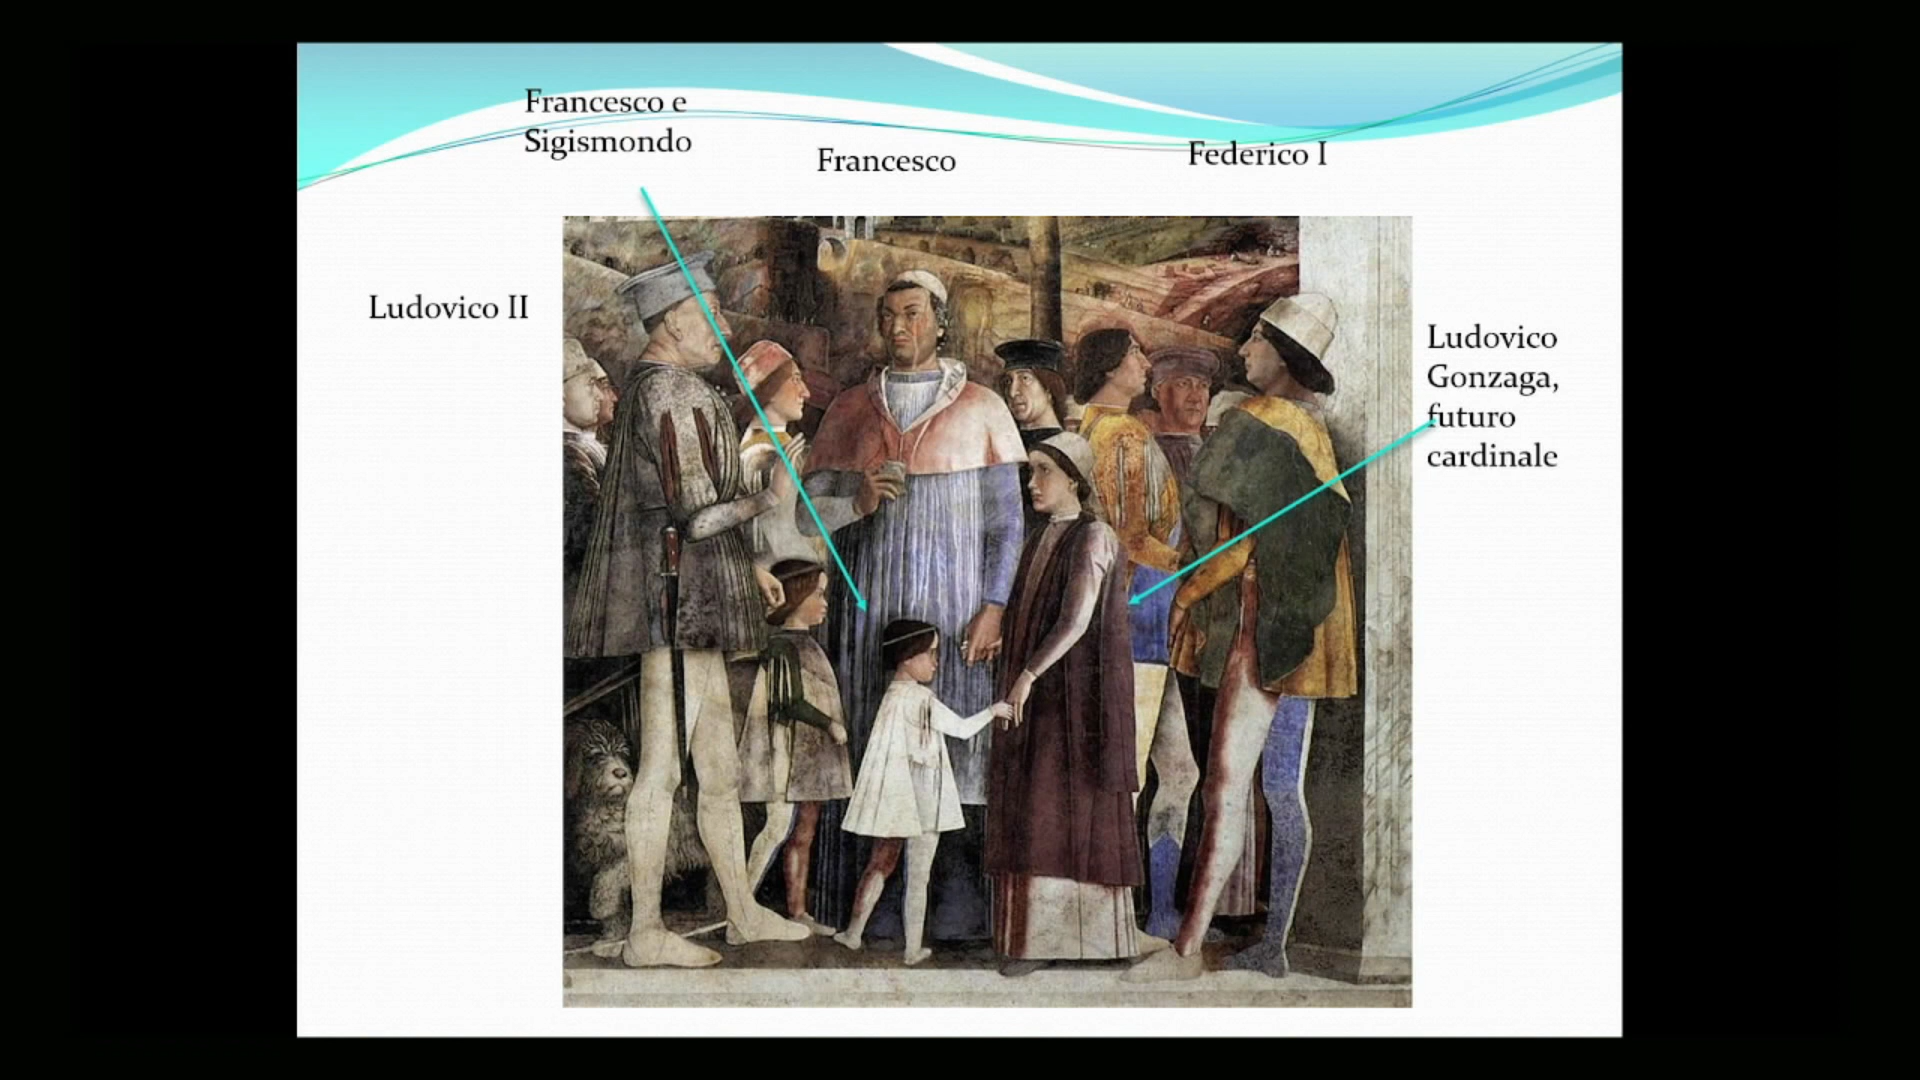 Francesco e
Sigismondo
Francesco
Federico I
Ludovico II
Ludovico
Gonzaga,
futuro
cardinale